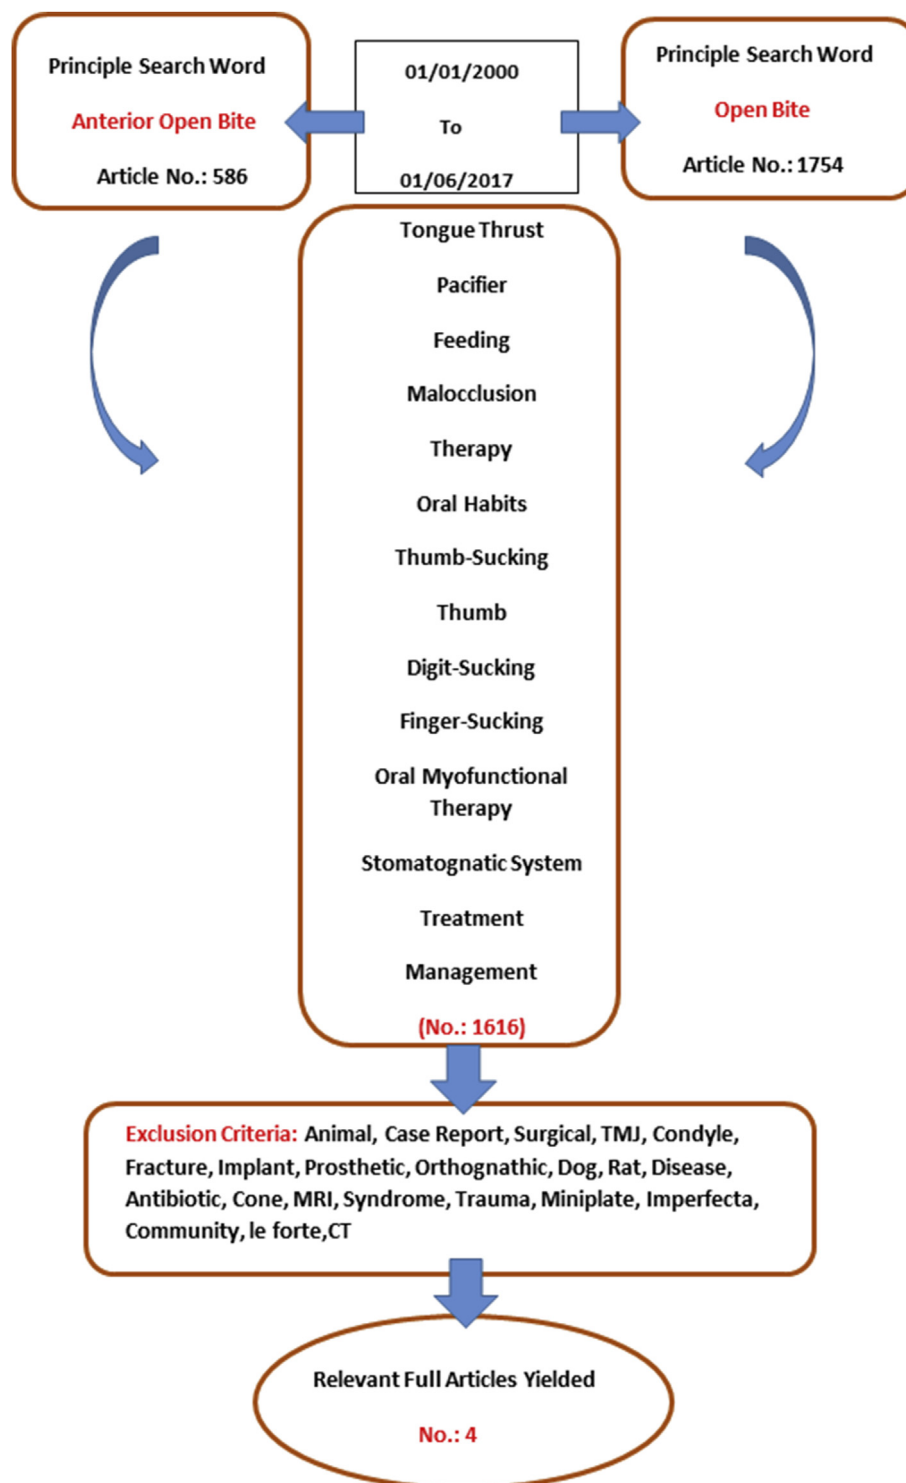 Principle Search Word
Anterior Open Bite
Article No.: 586
01/01/2000
To
01/06/2017
Principle Search Word
Open Bite
Article No.: 1754
Tongue Thrust
Pacifier
Feeding
Malocclusion
Therapy
Oral Habits
Thumb-Sucking
Thumb
Digit-Sucking
Finger-Sucking
Oral Myofunctional
Therapy
Stomatognatic System
Treatment
Management
(No.: 1616)
Exclusion Criteria: Animal, Case Report, Surgical, TMJ, Condyle,
Fracture, Implant, Prosthetic, Orthognathic, Dog, Rat, Disease,
Antibiotic, Cone, MRI, Syndrome, Trauma, Miniplate, Imperfecta,
Community, le forte,CT
Relevant Full Articles Yielded
No.: 4